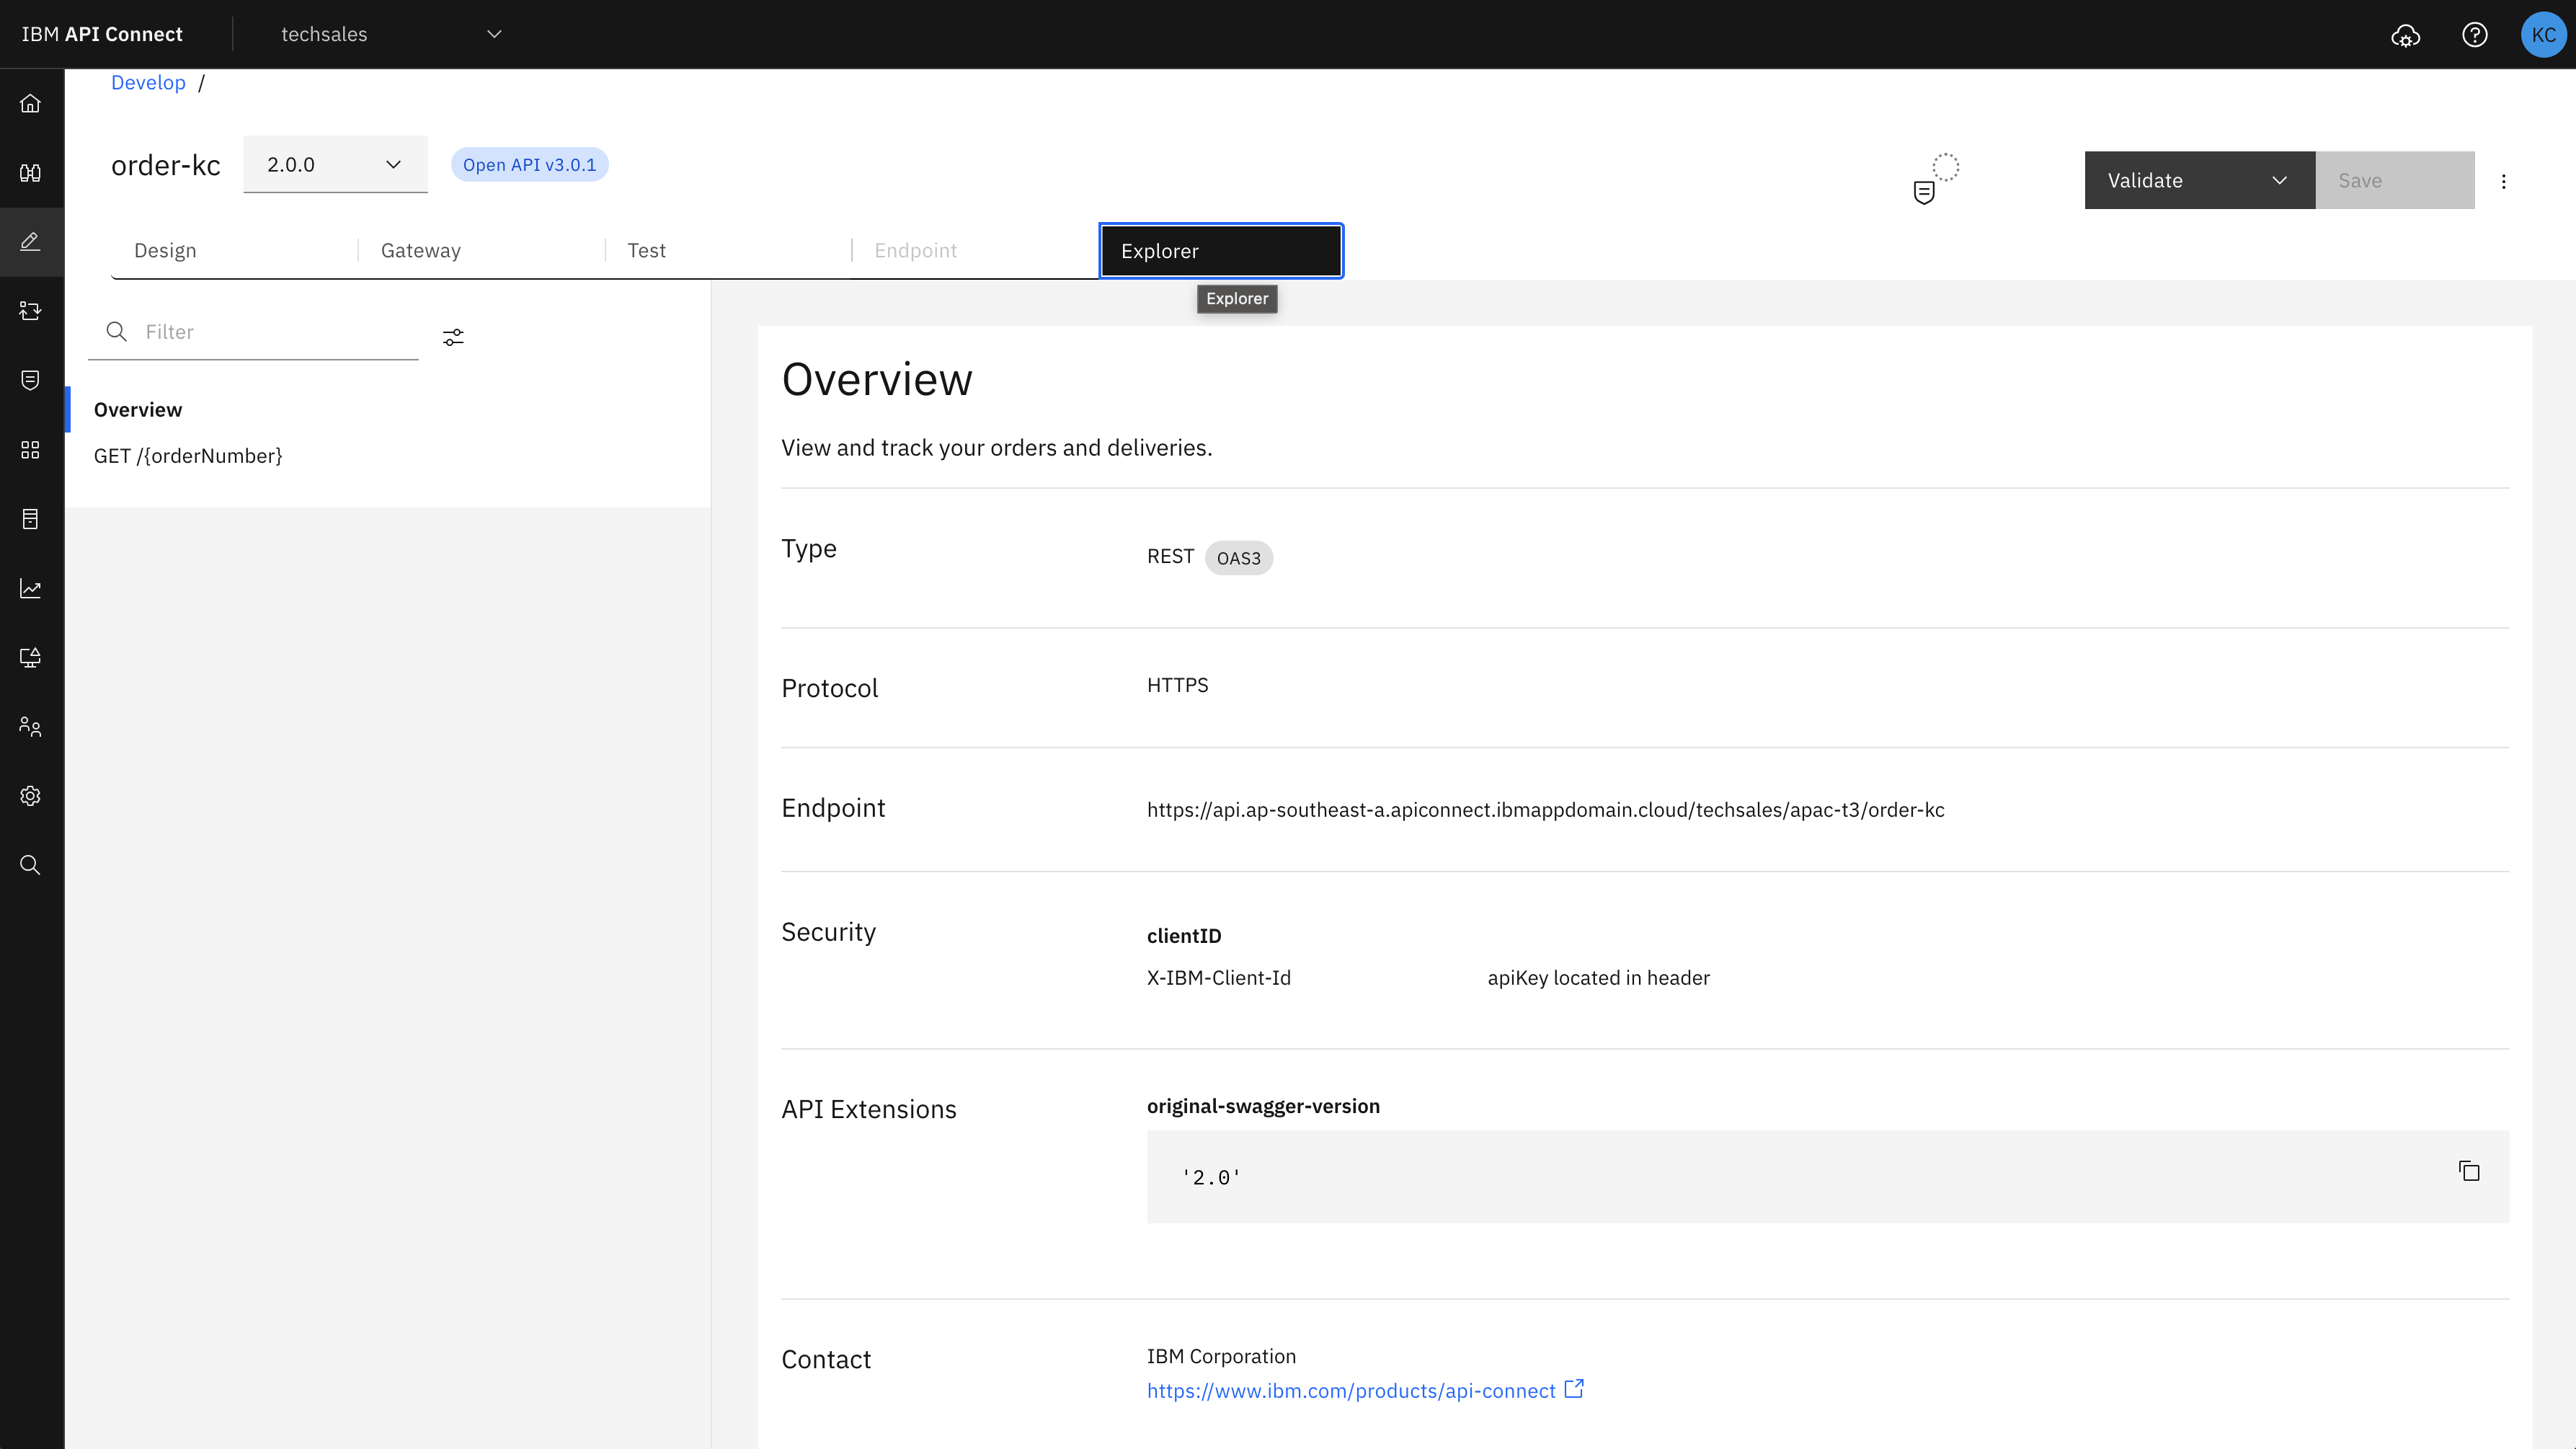 IBM API Connect
techsales
KC
Develop /
order-kc
2.0.0
Open API v3.0.1
Validate
Save
Design
Gateway
Test
Endpoint
Explorer
Explorer
Filter
Overview
GET /{orderNumber}
Overview
View and track your orders and deliveries.
Type
REST OAS3
Protocol
HTTPS
Endpoint
https://api.ap-southeast-a.apiconnect.ibmappdomain.cloud/techsales/apac-t3/order-kc
Security
clientID
X-IBM-Client-Id
apiKey located in header
API Extensions
original-swagger-version
'2.0'
Contact
IBM Corporation
https://www.ibm.com/products/api-connect